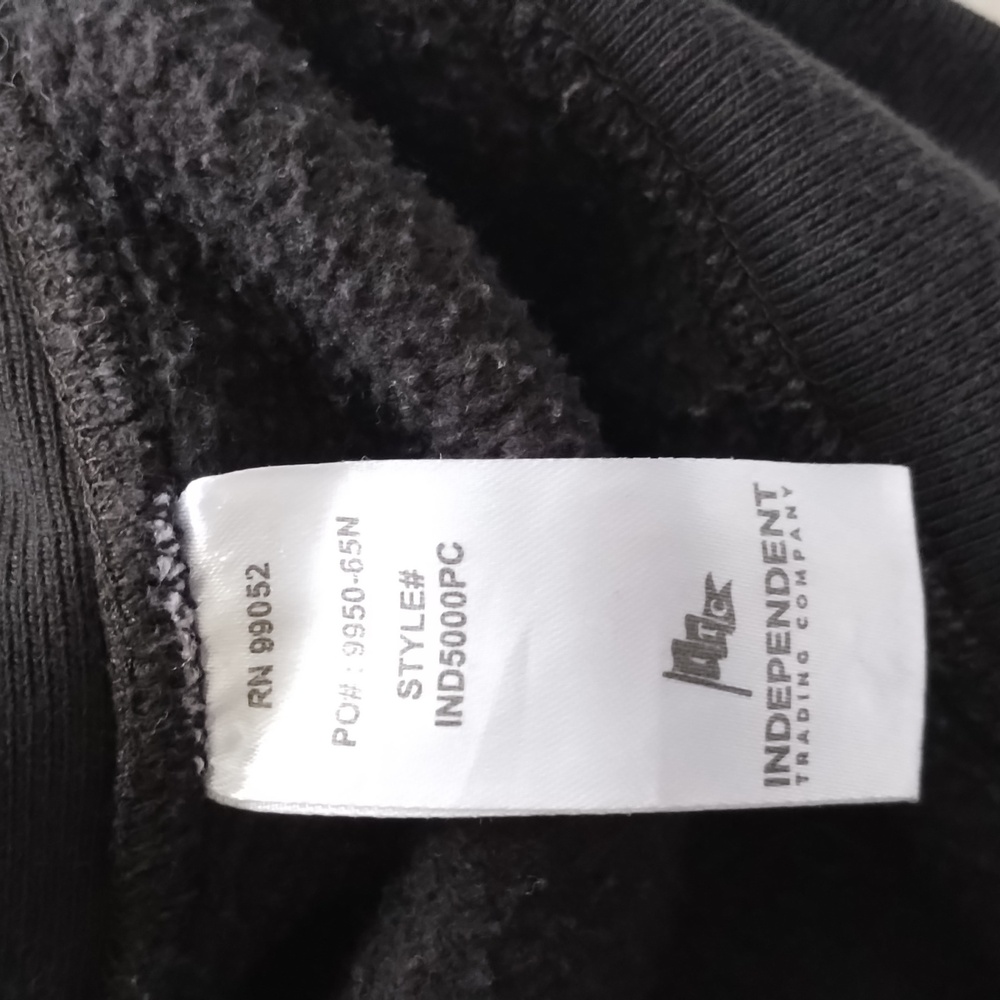 RN 99052
PO# : 9950-65N
STYLE#
IND5000PC
INDEPENDENT
TRADING COMPANY